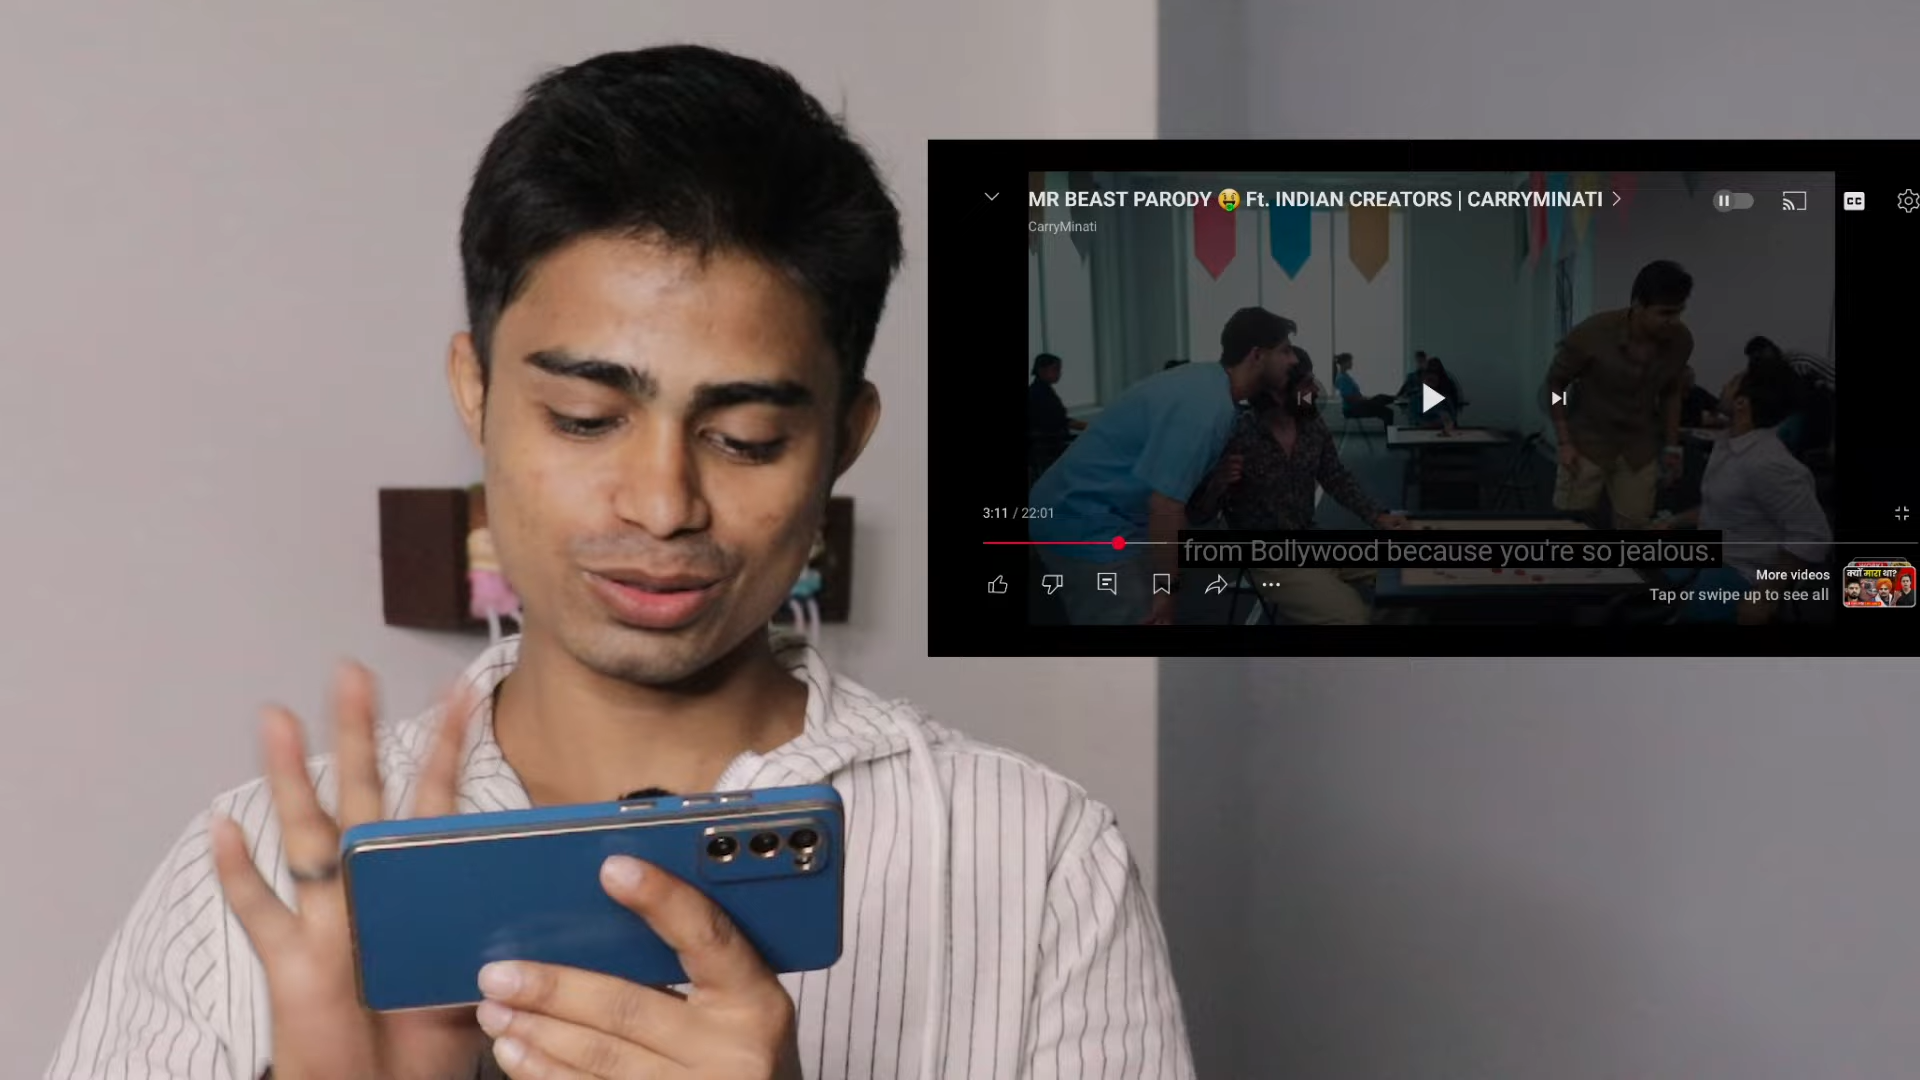 MR BEAST PARODY 🤑 Ft. INDIAN CREATORS | CARRYMINATI
CarryMinati
CC
3:11 / 22:01
from Bollywood because you're so jealous.
More videos
Tap or swipe up to see all
क्यों मारा था?